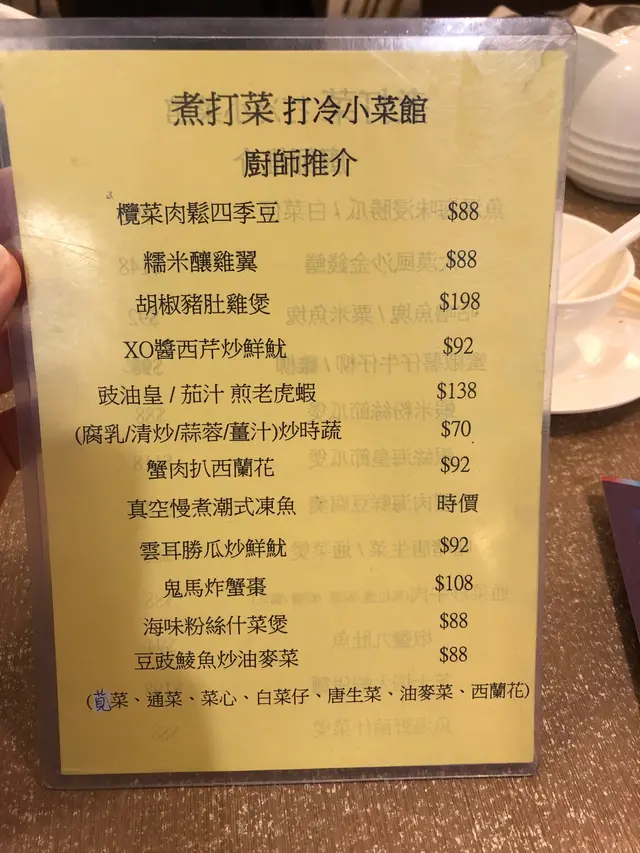 煮打菜 打冷小菜館
廚師推介
欖菜肉鬆四季豆 $88
糯米釀雞翼 $88
胡椒豬肚雞煲 $198
XO醬西芹炒鮮魷 $92
豉油皇 / 茄汁 煎老虎蝦 $138
(腐乳/清炒/蒜蓉/薑汁)炒時蔬 $70
蟹肉扒西蘭花 $92
真空慢煮潮式凍魚 時價
雲耳勝瓜炒鮮魷 $92
鬼馬炸蟹棗 $108
海味粉絲什菜煲 $88
豆豉鯪魚炒油麥菜 $88
(莧菜、通菜、菜心、白菜仔、唐生菜、油麥菜、西蘭花)